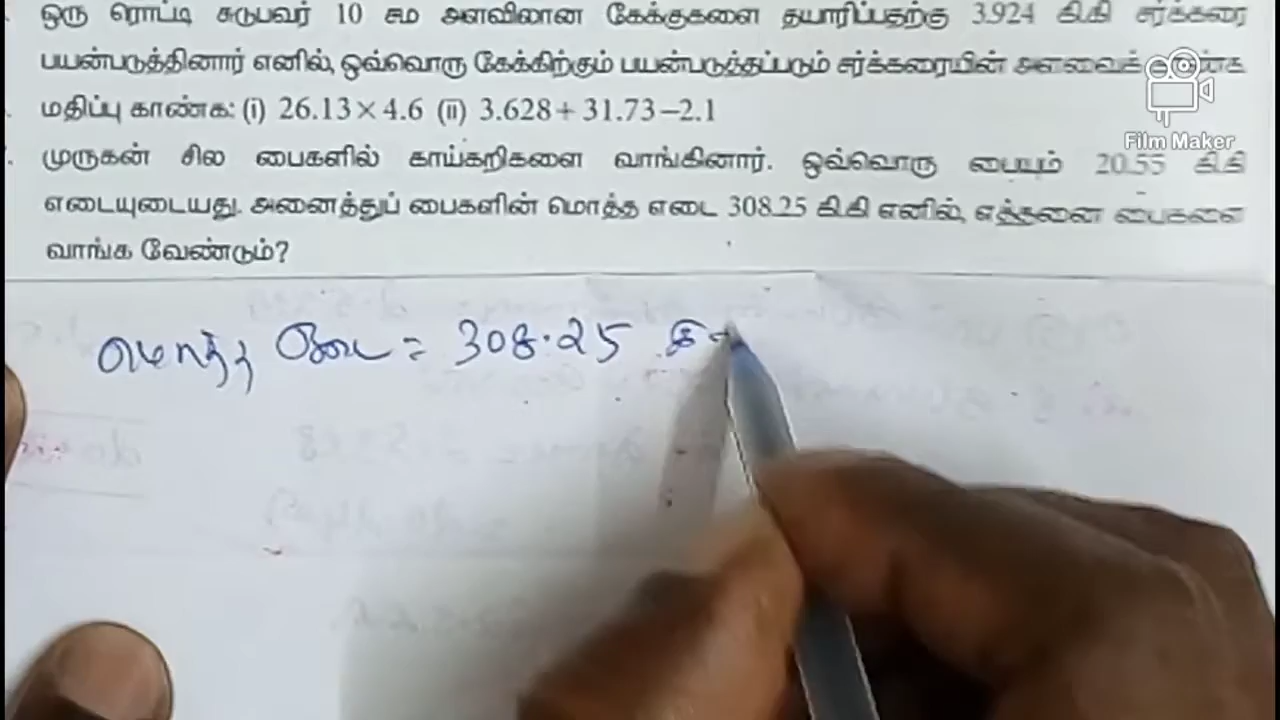 ஒரு ரொட்டி சுடுபவர் 10 சம அளவிலான கேக்குகளை தயாரிப்பதற்கு 3.924 கி.கி சர்க்கரை
பயன்படுத்தினார் எனில், ஒவ்வொரு கேக்கிற்கும் பயன்படுத்தப்படும் சர்க்கரையின் அளவைக்
Film Maker
மதிப்பு காண்க: (i) 26.13×4.6 (ii) 3.628+31.73−2.1
முருகன் சில பைகளில் காய்கறிகளை வாங்கினார். ஒவ்வொரு பையும் 20.55 கி.கி
எடையுடையது. அனைத்துப் பைகளின் மொத்த எடை 308.25 கி.கி எனில், எத்தனை பைகளை
வாங்க வேண்டும்?
மொத்த எடை = 308.25 கி